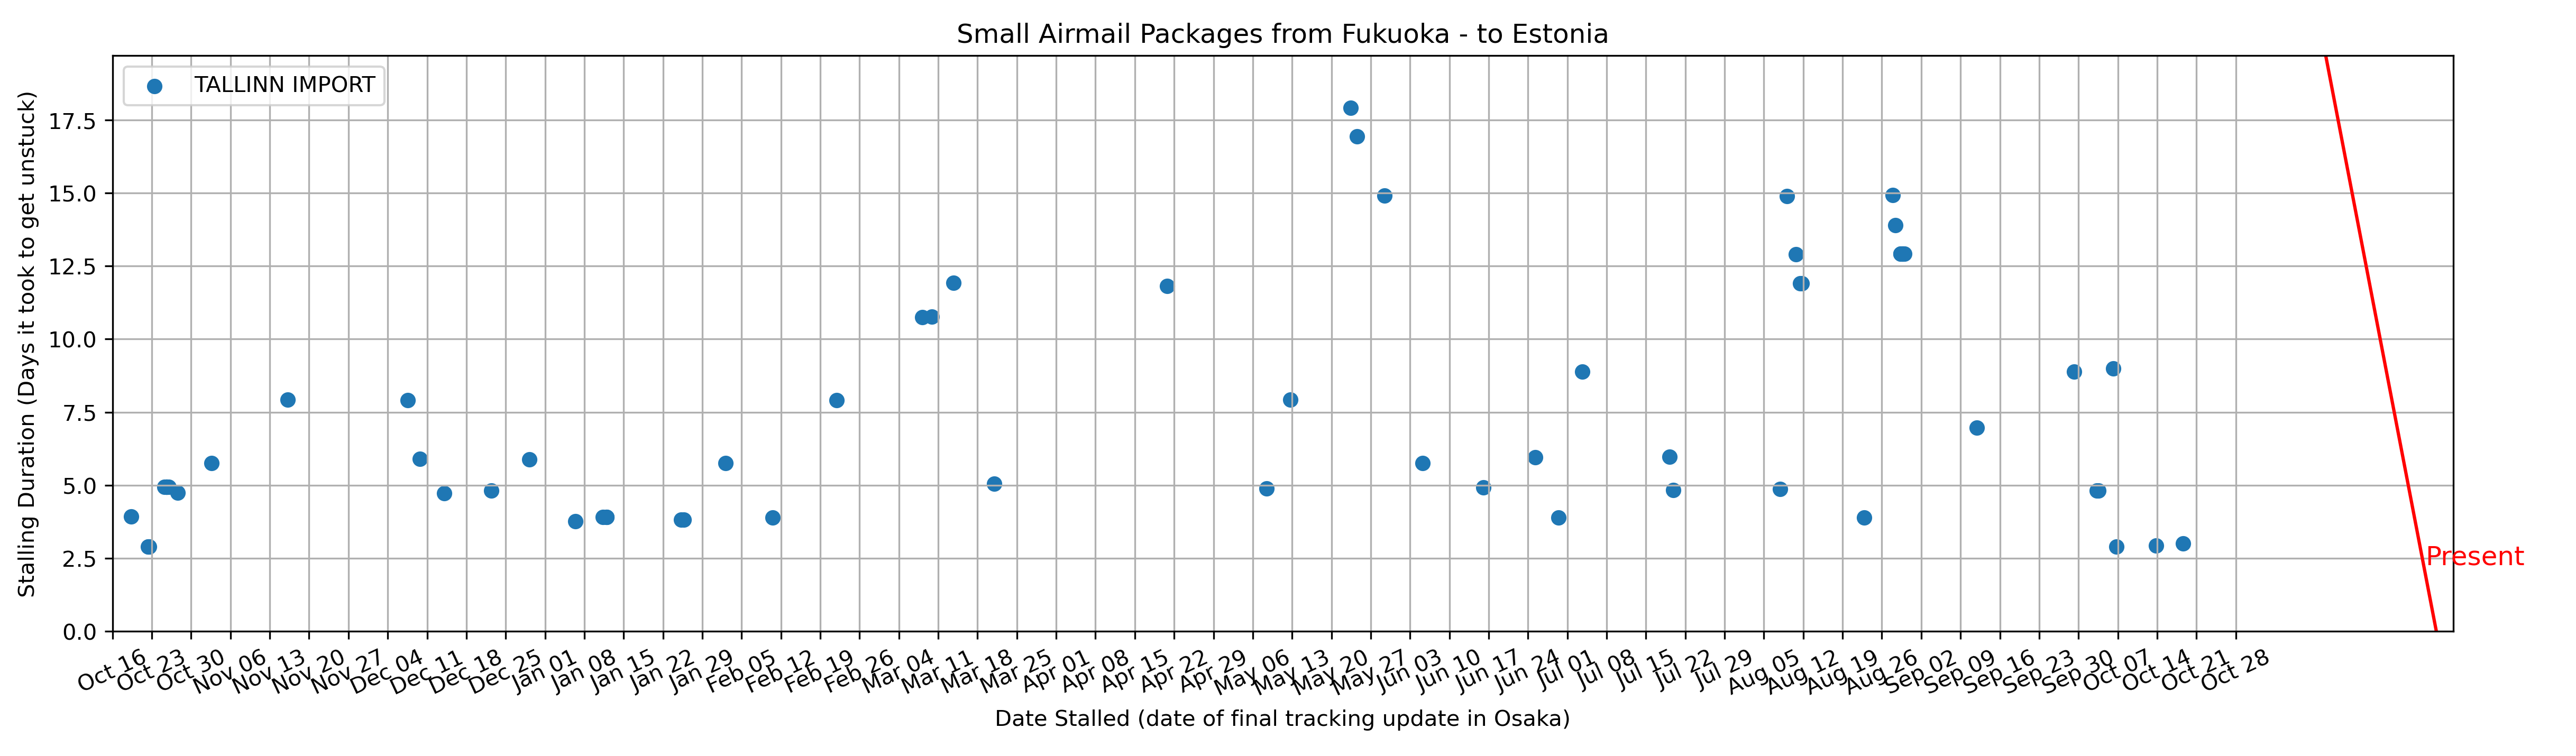 Small Airmail Packages from Fukuoka - to Estonia
TALLINN IMPORT
Stalling Duration (Days it took to get unstuck)
17.5
15.0
12.5
10.0
7.5
5.0
2.5
0.0
Present
Oct 16 Oct 23 Oct 30 Nov 06 Nov 13 Nov 20 Nov 27 Dec 04 Dec 11 Dec 18 Dec 25 Jan 01 Jan 08 Jan 15 Jan 22 Jan 29 Feb 05 Feb 12 Feb 19 Feb 26 Mar 04 Mar 11 Mar 18 Mar 25 Apr 01 Apr 08 Apr 15 Apr 22 Apr 29 May 06 May 13 May 20 May 27 Jun 03 Jun 10 Jun 17 Jun 24 Jul 01 Jul 08 Jul 15 Jul 22 Jul 29 Aug 05 Aug 12 Aug 19 Aug 26 Sep 02 Sep 09 Sep 16 Sep 23 Sep 30 Oct 07 Oct 14 Oct 21 Oct 28
Date Stalled (date of final tracking update in Osaka)